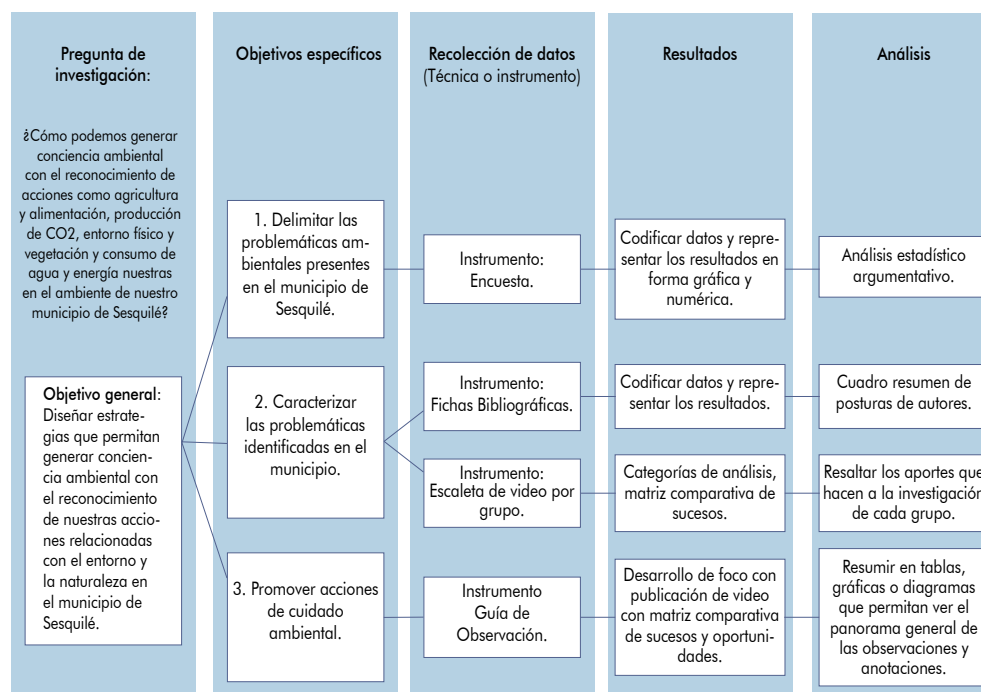 Pregunta de
investigación:
¿Cómo podemos generar
conciencia ambiental
con el reconocimiento de
acciones como agricultura
y alimentación, producción
de CO2, entorno físico y
vegetación y consumo de
agua y energía nuestras
en el ambiente de nuestro
municipio de Sesquilé?
Objetivo general:
Diseñar estrate-
gias que permitan
generar concien-
cia ambiental con
el reconocimiento
de nuestras accio-
nes relacionadas
con el entorno y
la naturaleza en
el municipio de
Sesquilé.
Objetivos específicos
1. Delimitar las
problemáticas am-
bientales presentes
en el municipio de
Sesquilé.
2. Caracterizar
las problemáticas
identificadas en el
municipio.
3. Promover acciones
de cuidado
ambiental.
Recolección de datos
(Técnica o instrumento)
Instrumento:
Encuesta.
Instrumento:
Fichas Bibliográficas.
Instrumento:
Escaleta de video por
grupo.
Instrumento
Guía de
Observación.
Resultados
Codificar datos y repre-
sentar los resultados en
forma gráfica y
numérica.
Codificar datos y repre-
sentar los resultados.
Categorías de análisis,
matriz comparativa de
sucesos.
Desarrollo de foco con
publicación de video
con matriz comparativa
de sucesos y oportuni-
dades.
Análisis
Análisis estadístico
argumentativo.
Cuadro resumen de
posturas de autores.
Resaltar los aportes que
hacen a la investigación
de cada grupo.
Resumir en tablas,
gráficas o diagramas
que permitan ver el
panorama general de
las observaciones y
anotaciones.